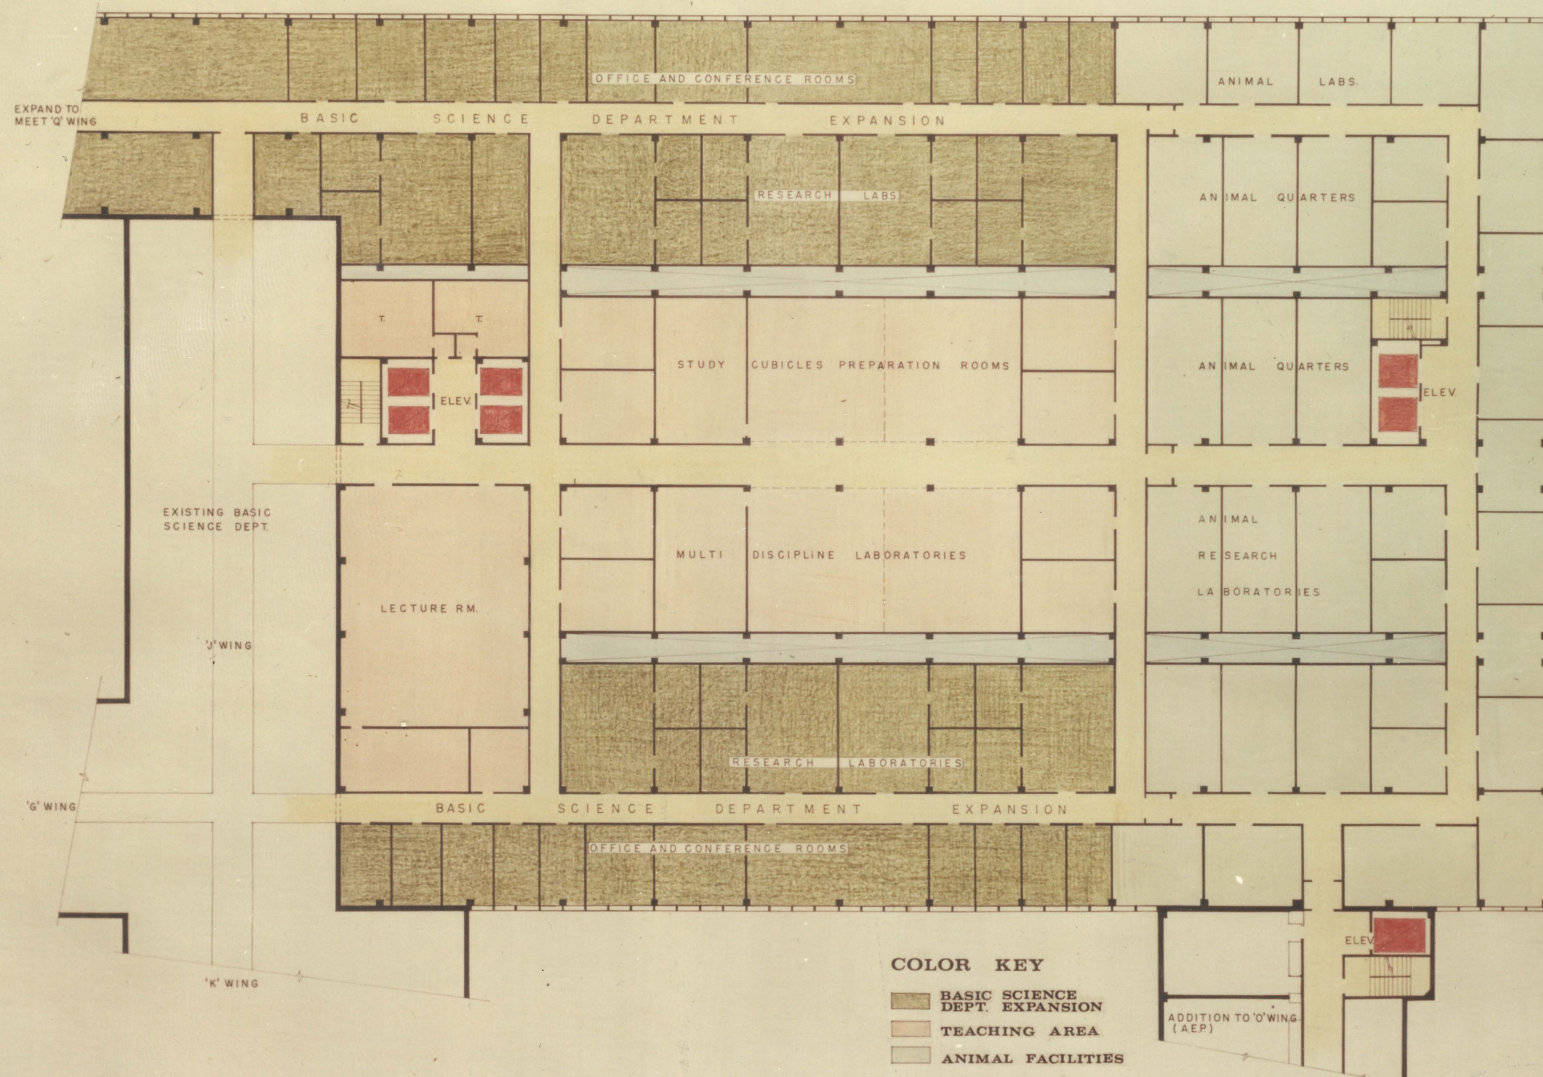 OFFICE AND CONFERENCE ROOMS
ANIMAL LABS.
EXPAND TO
MEET 'Q' WING
BASIC SCIENCE DEPARTMENT EXPANSION
RESEARCH LABS
ANIMAL QUARTERS
T. T.
STUDY CUBICLES PREPARATION ROOMS
ANIMAL QUARTERS
ELEV.
ELEV.
EXISTING BASIC
SCIENCE DEPT.
ANIMAL
RESEARCH
LABORATORIES
MULTI DISCIPLINE LABORATORIES
LECTURE RM.
'J' WING
RESEARCH LABORATORIES
'G' WING
BASIC SCIENCE DEPARTMENT EXPANSION
OFFICE AND CONFERENCE ROOMS
ELEV.
'K' WING
COLOR KEY
BASIC SCIENCE
DEPT. EXPANSION
TEACHING AREA
ANIMAL FACILITIES
ADDITION TO 'O' WING
(A.E.P.)